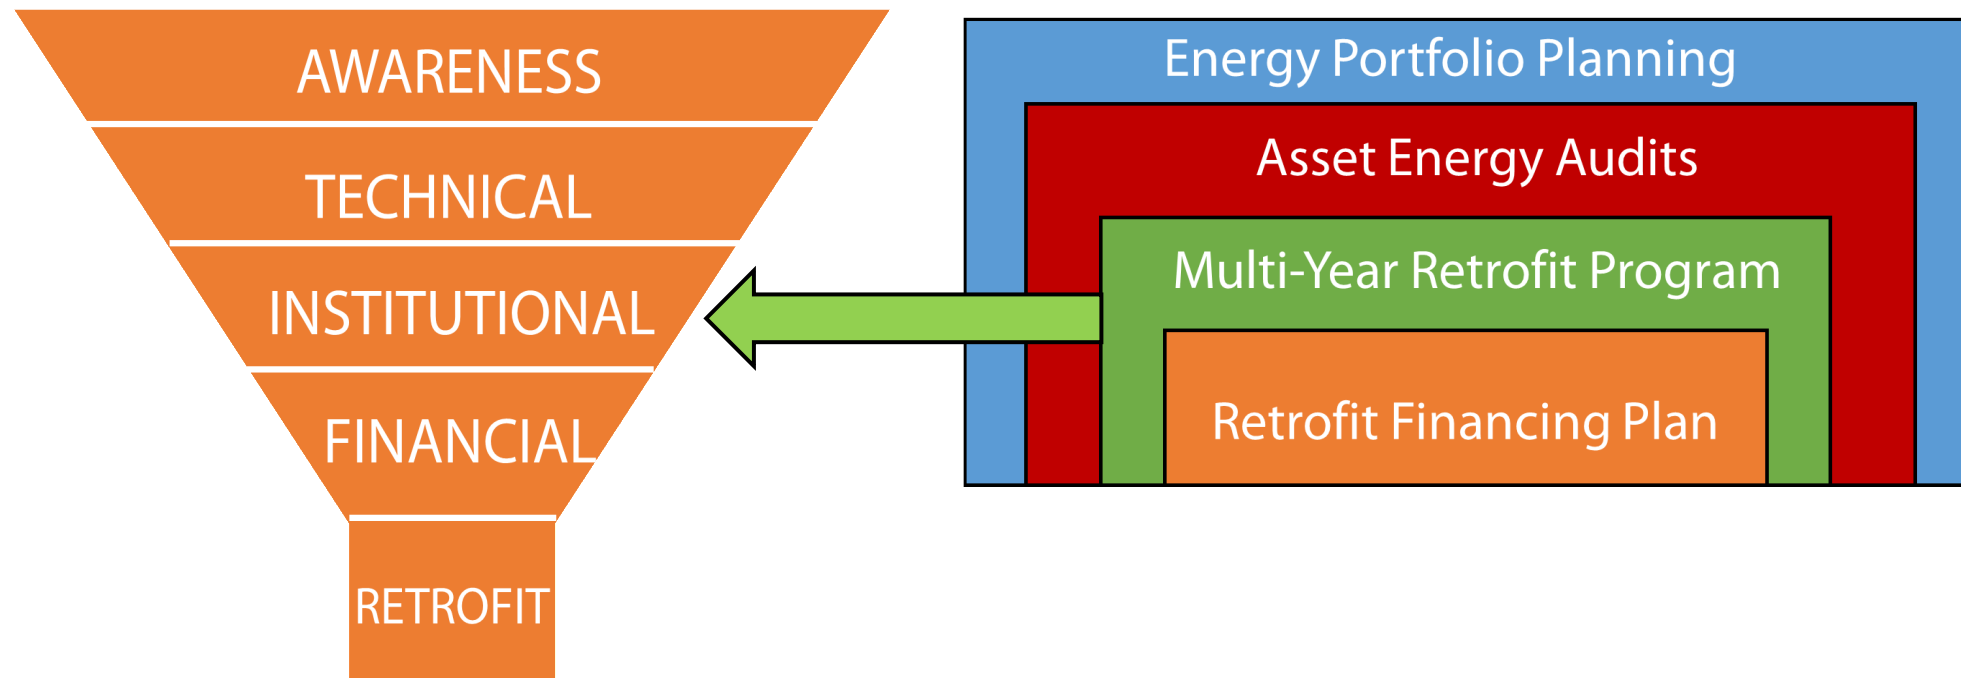 AWARENESS
TECHNICAL
INSTITUTIONAL
FINANCIAL
RETROFIT
Energy Portfolio Planning
Asset Energy Audits
Multi-Year Retrofit Program
Retrofit Financing Plan